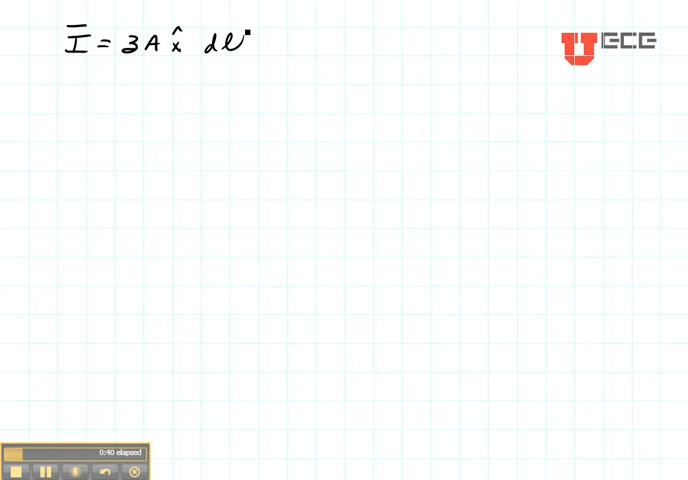 I̅ = 3A x̂ dl
U ECE
0:40 elapsed